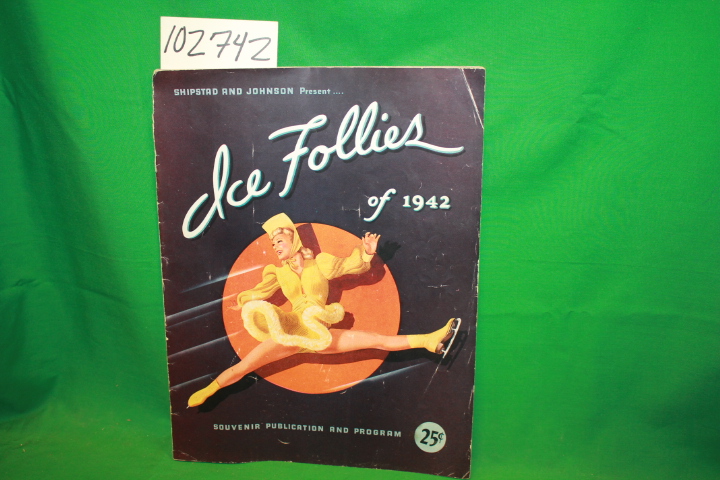 102742
SHIPSTAD AND JOHNSON Present ....
Ice Follies
of 1942
SOUVENIR PUBLICATION AND PROGRAM
25¢